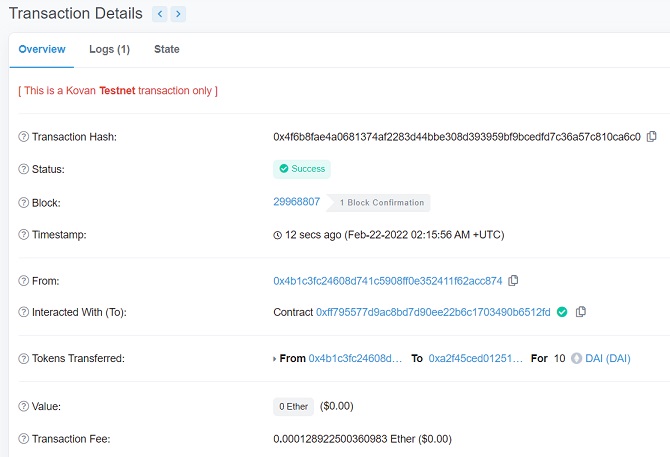 Transaction Details
Overview Logs (1) State
[ This is a Kovan Testnet transaction only ]
Transaction Hash: 0x4f6b8fae4a0681374af2283d44bbe308d393959bf9bcedfd7c36a57c810ca6c0
Status: Success
Block: 29968807 1 Block Confirmation
Timestamp: 12 secs ago (Feb-22-2022 02:15:56 AM +UTC)
From: 0x4b1c3fc24608d741c5908ff0e352411f62acc874
Interacted With (To): Contract 0xff795577d9ac8bd7d90ee22b6c1703490b6512fd
Tokens Transferred: From 0x4b1c3fc24608d... To 0xa2f45ced01251... For 10 DAI (DAI)
Value: 0 Ether ($0.00)
Transaction Fee: 0.000128922500360983 Ether ($0.00)